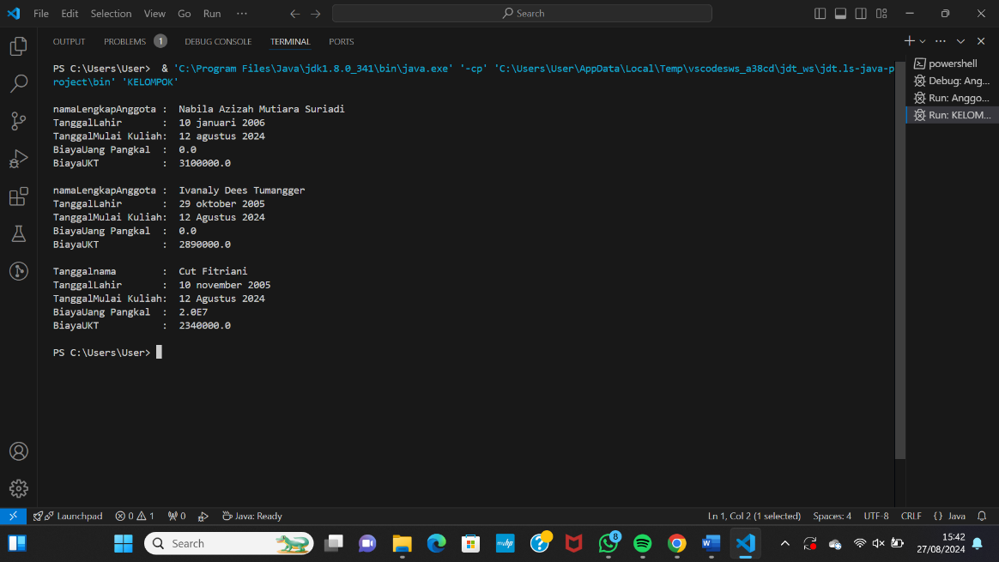 File Edit Selection View Go Run ··· Search
OUTPUT PROBLEMS 1 DEBUG CONSOLE TERMINAL PORTS
PS C:\Users\User>  & 'C:\Program Files\Java\jdk1.8.0_341\bin\java.exe' '-cp' 'C:\Users\User\AppData\Local\Temp\vscodesws_a38cd\jdt_ws\jdt.ls-java-p
roject\bin' 'KELOMPOK'
namaLengkapAnggota :  Nabila Azizah Mutiara Suriadi
TanggalLahir       :  10 januari 2006
TanggalMulai Kuliah:  12 agustus 2024
BiayaUang Pangkal  :  0.0
BiayaUKT           :  3100000.0
namaLengkapAnggota :  Ivanaly Dees Tumangger
TanggalLahir       :  29 oktober 2005
TanggalMulai Kuliah:  12 Agustus 2024
BiayaUang Pangkal  :  0.0
BiayaUKT           :  2890000.0
Tanggalnama        :  Cut Fitriani
TanggalLahir       :  10 november 2005
TanggalMulai Kuliah:  12 Agustus 2024
BiayaUang Pangkal  :  2.0E7
BiayaUKT           :  2340000.0
PS C:\Users\User>
powershell
Debug: Ang...
Run: Anggo...
Run: KELOM...
Launchpad 0 1 0 Java: Ready Ln 1, Col 2 (1 selected) Spaces: 4 UTF-8 CRLF {} Java
Search myhp 8 15:42
27/08/2024